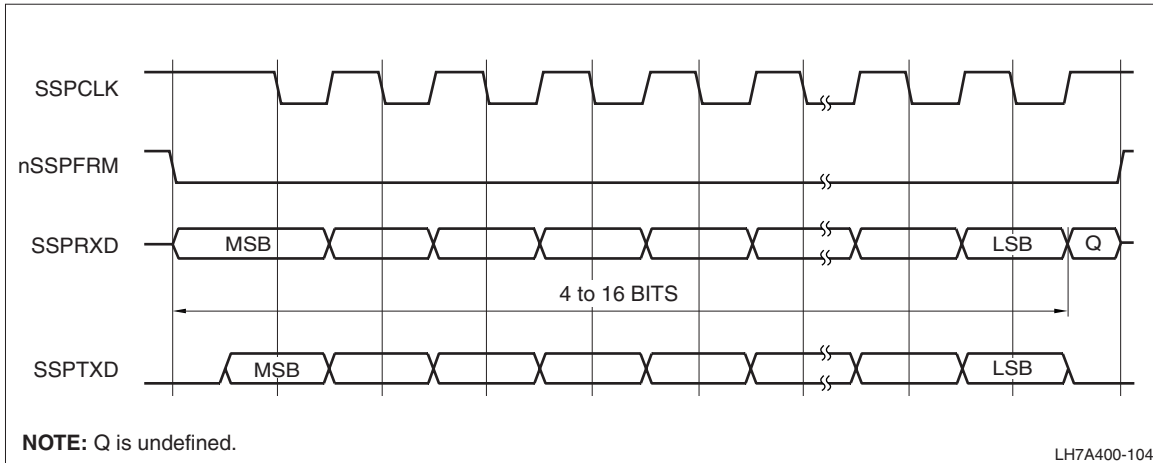 SSPCLK
nSSPFRM
SSPRXD
MSB
LSB
Q
4 to 16 BITS
SSPTXD
MSB
LSB
NOTE: Q is undefined.
LH7A400-104